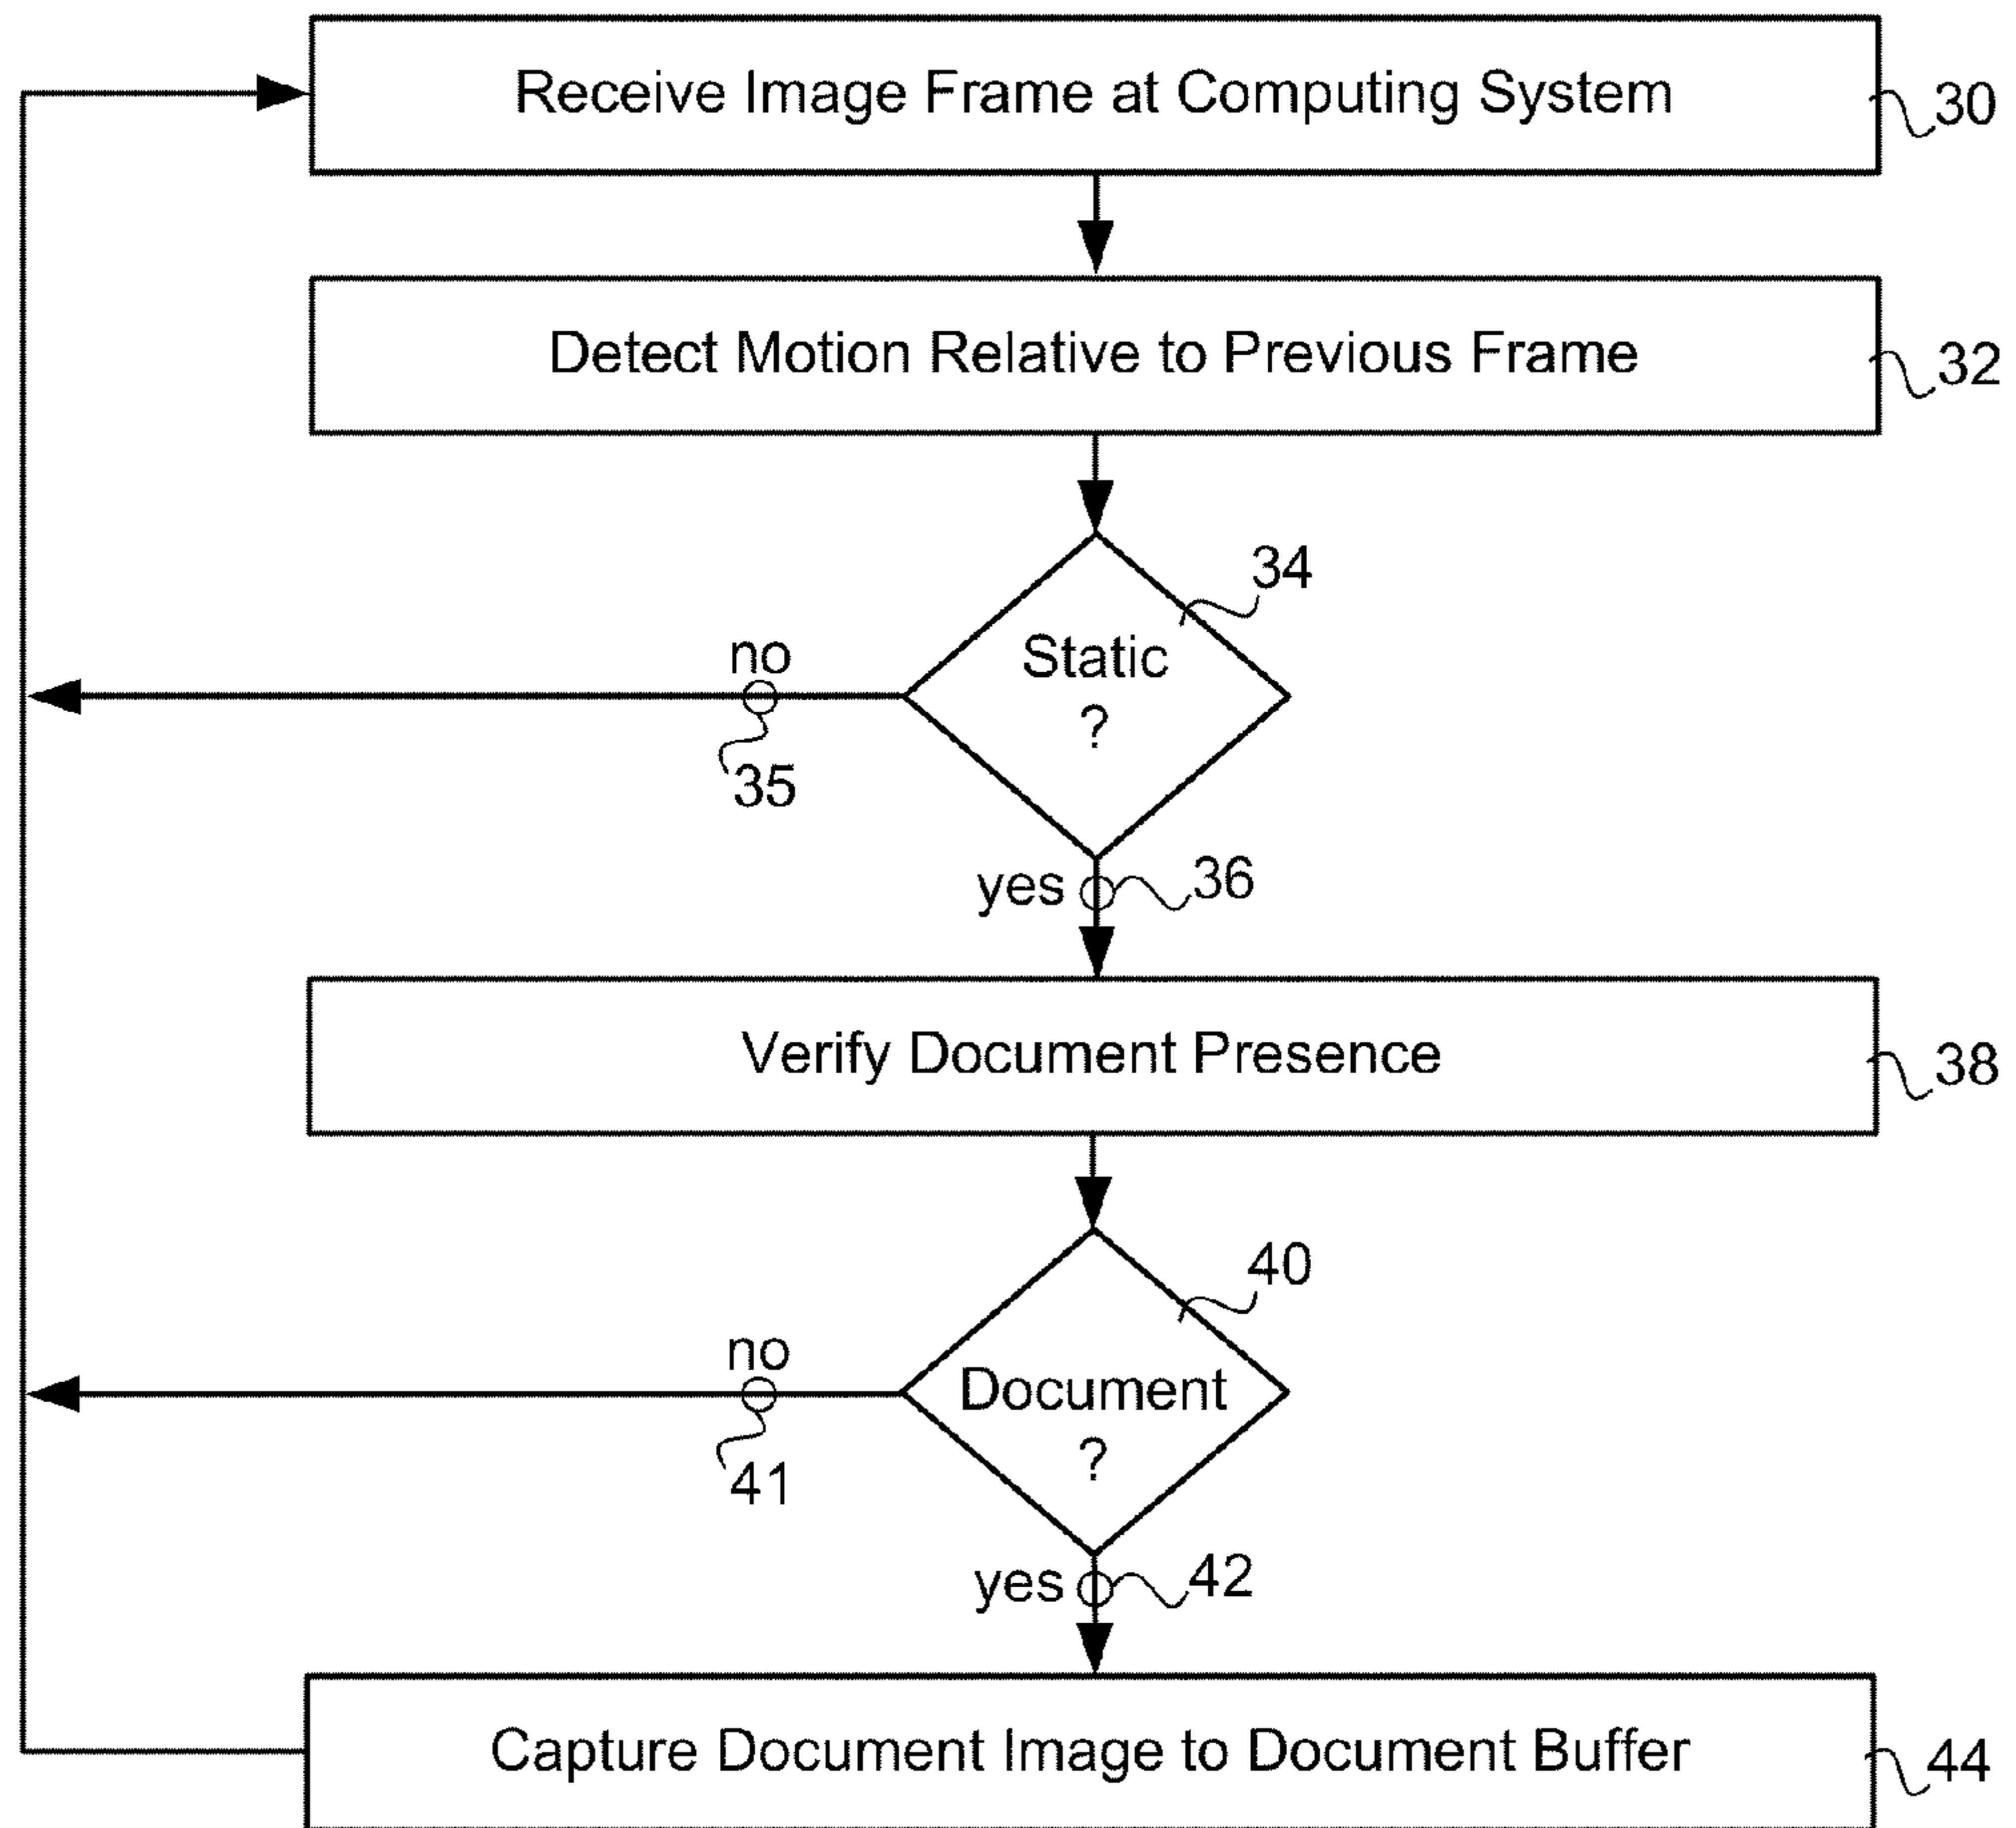 Receive Image Frame at Computing System
30
Detect Motion Relative to Previous Frame
32
34
Static
?
no
35
yes
36
Verify Document Presence
38
40
Document
?
no
41
yes
42
Capture Document Image to Document Buffer
44